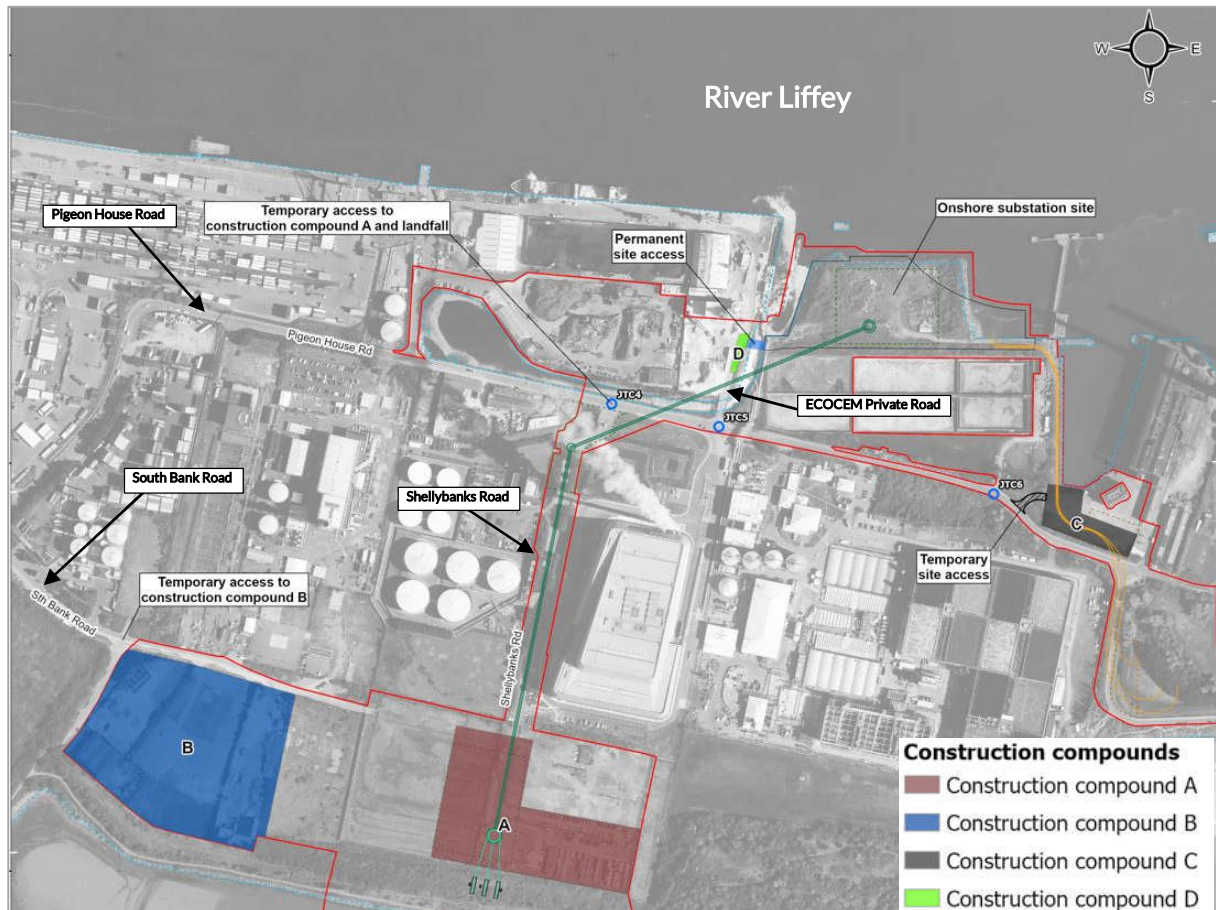 W
E
S
River Liffey
Pigeon House Road
Temporary access to
construction compound A and landfall
Permanent
site access
Onshore substation site
Pigeon House Rd
D
JTC4
ECOCEM Private Road
JTC5
South Bank Road
Shellybanks Road
JTC6
C
Temporary access to
construction compound B
Temporary
site access
Sth Bank Road
Shellybanks Rd
B
A
Construction compounds
Construction compound A
Construction compound B
Construction compound C
Construction compound D